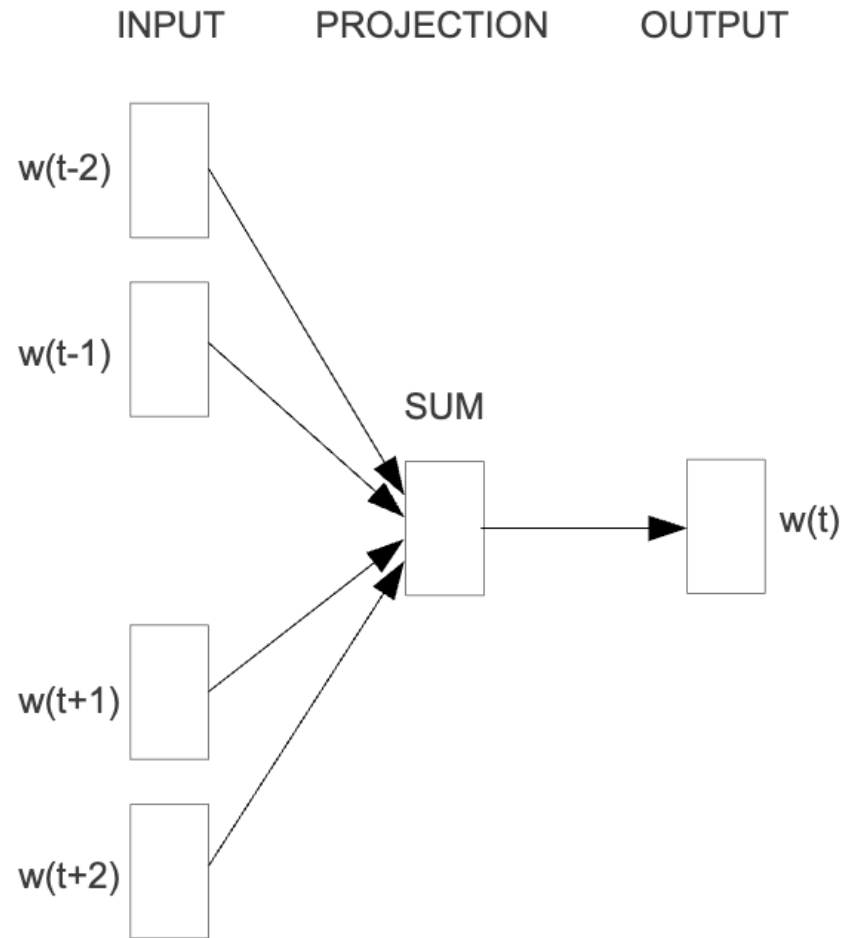 INPUT PROJECTION OUTPUT
w(t-2)
w(t-1)
SUM
w(t)
w(t+1)
w(t+2)